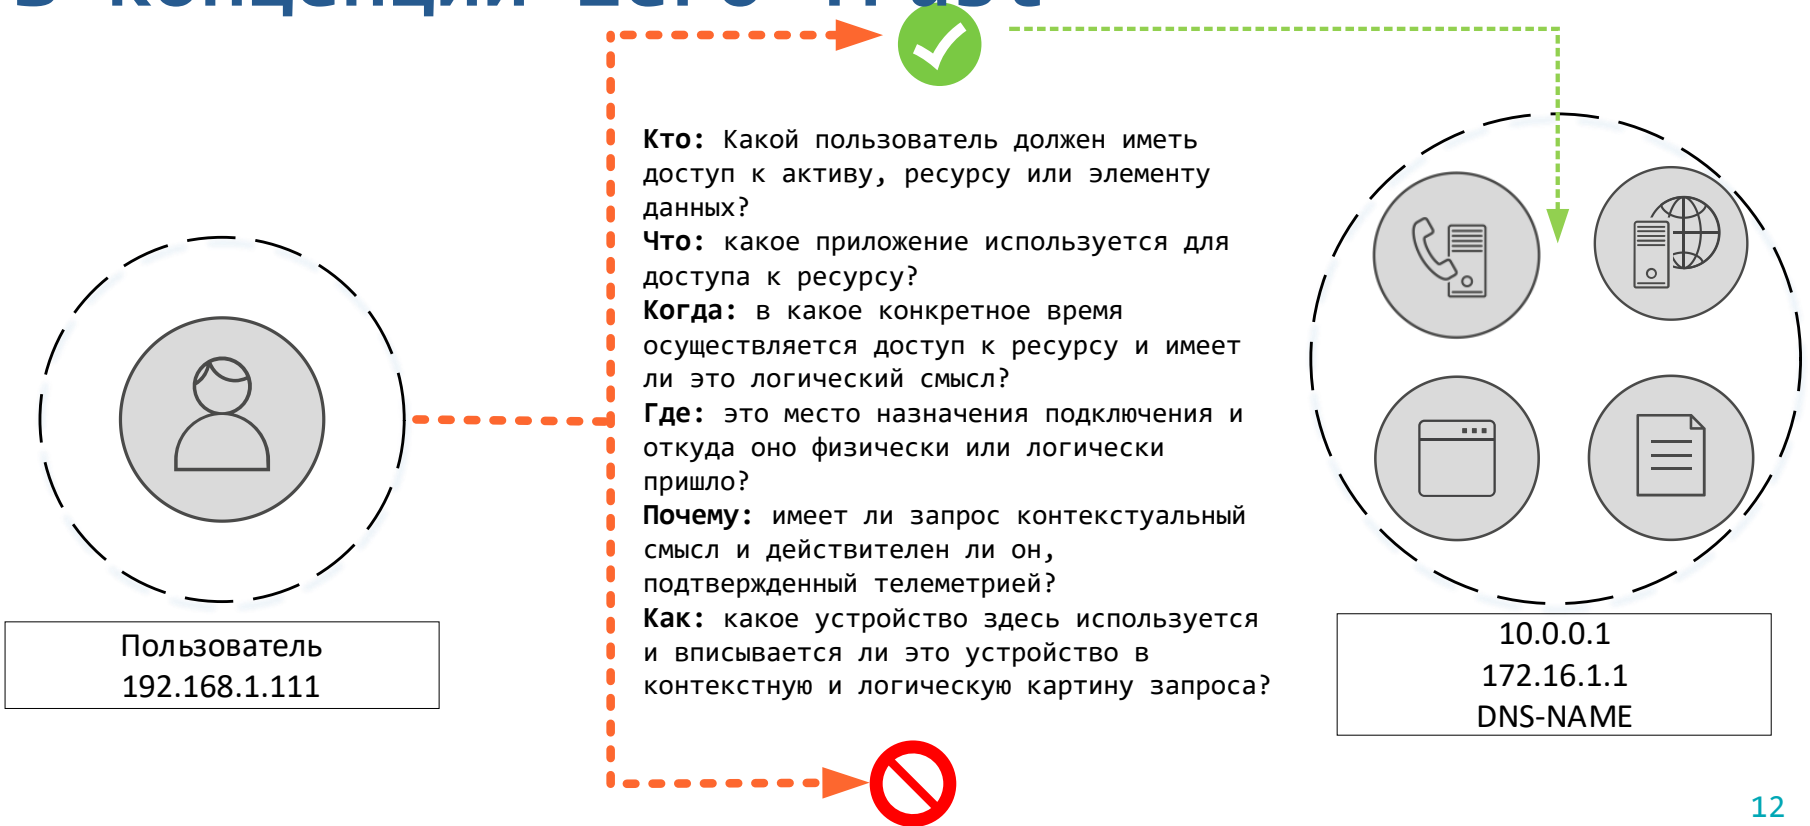 в концепции Zero Trust
Кто: Какой пользователь должен иметь
доступ к активу, ресурсу или элементу
данных?
Что: какое приложение используется для
доступа к ресурсу?
Когда: в какое конкретное время
осуществляется доступ к ресурсу и имеет
ли это логический смысл?
Где: это место назначения подключения и
откуда оно физически или логически
пришло?
Почему: имеет ли запрос контекстуальный
смысл и действителен ли он,
подтвержденный телеметрией?
Как: какое устройство здесь используется
и вписывается ли это устройство в
контекстную и логическую картину запроса?
Пользователь
192.168.1.111
10.0.0.1
172.16.1.1
DNS-NAME
12